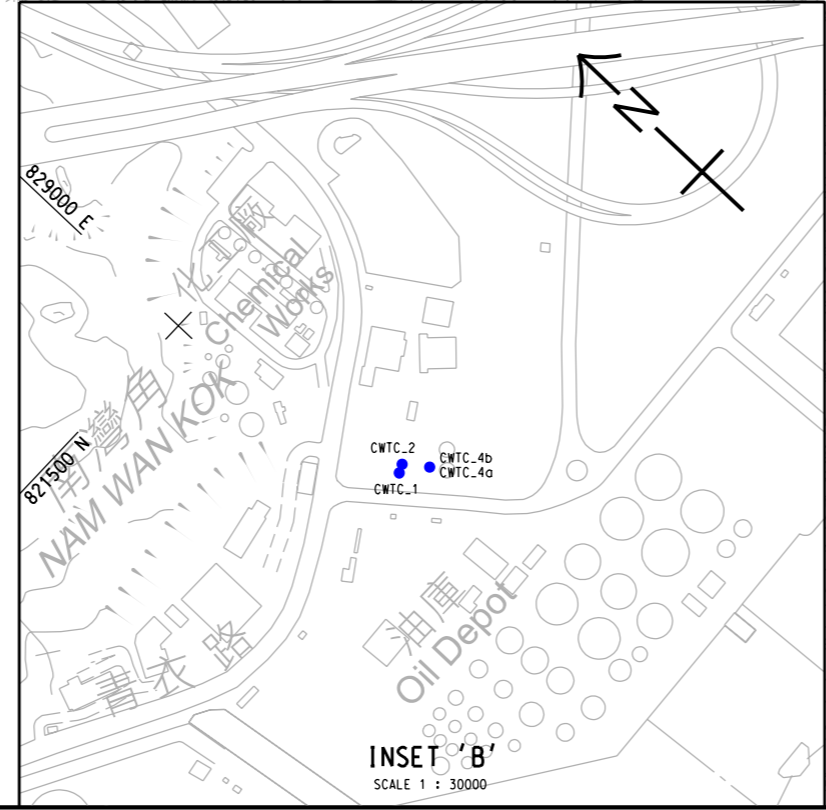 N
829000 E
化工廠
Chemical
Works
南灣角
NAM WAN KOK
821500 N
CWTC_2
CWTC_4b
CWTC_4a
CWTC_1
油庫
Oil Depot
青衣路
INSET 'B'
SCALE 1 : 30000